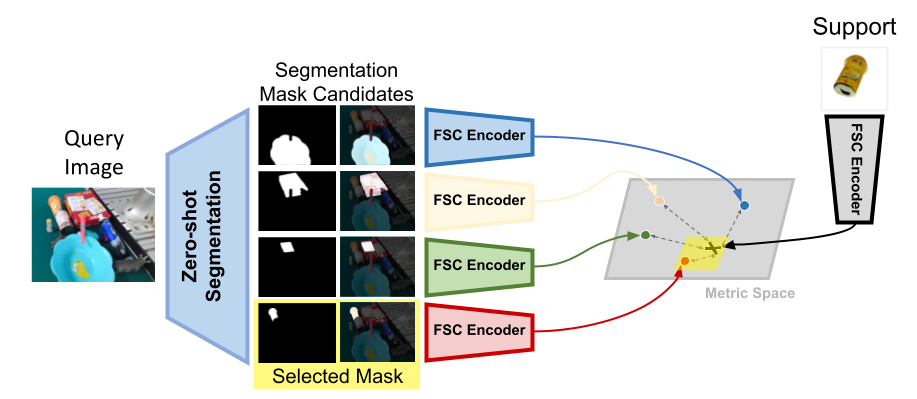 Support
Segmentation
Mask Candidates
Query
Image
Zero-shot
Segmentation
FSC Encoder
FSC Encoder
FSC Encoder
FSC Encoder
FSC Encoder
Metric Space
Selected Mask